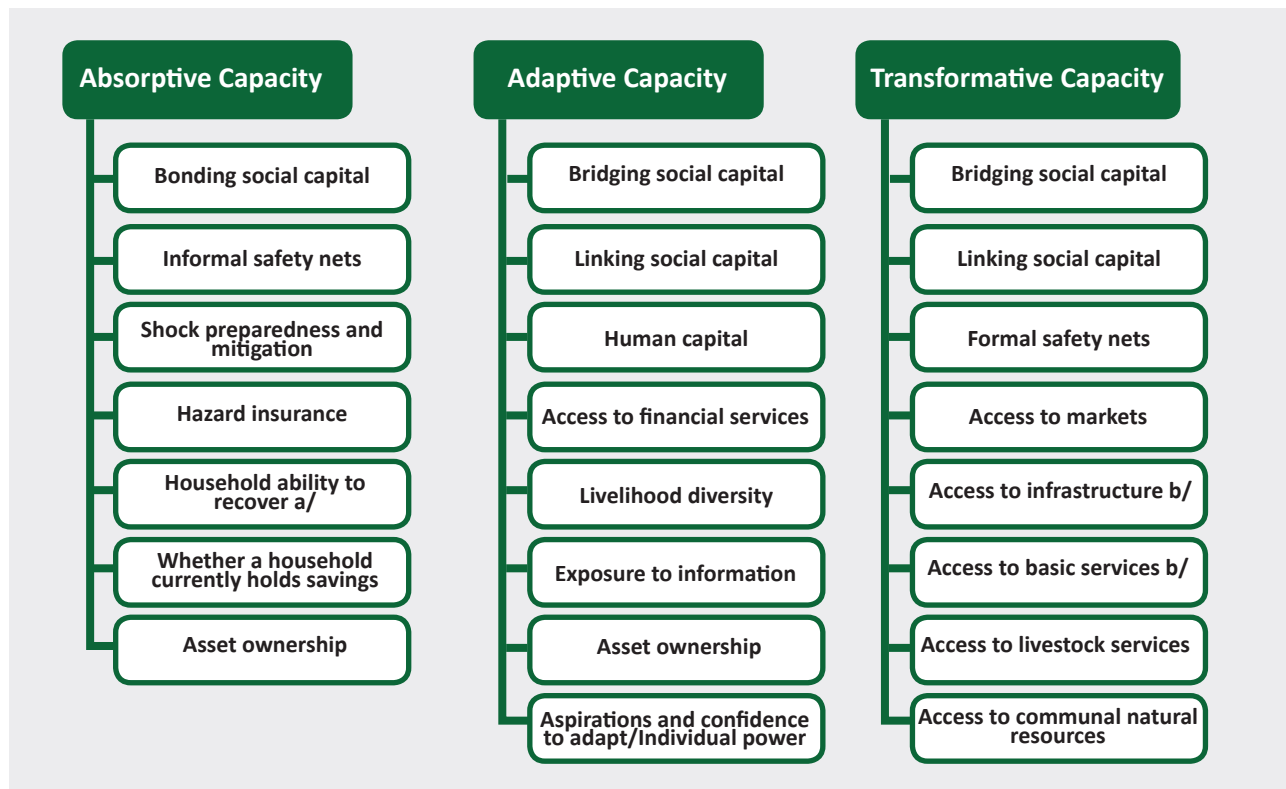 Absorptive Capacity
Bonding social capital
Informal safety nets
Shock preparedness and
mitigation
Hazard insurance
Household ability to
recover a/
Whether a household
currently holds savings
Asset ownership
Adaptive Capacity
Bridging social capital
Linking social capital
Human capital
Access to financial services
Livelihood diversity
Exposure to information
Asset ownership
Aspirations and confidence
to adapt/Individual power
Transformative Capacity
Bridging social capital
Linking social capital
Formal safety nets
Access to markets
Access to infrastructure b/
Access to basic services b/
Access to livestock services
Access to communal natural
resources